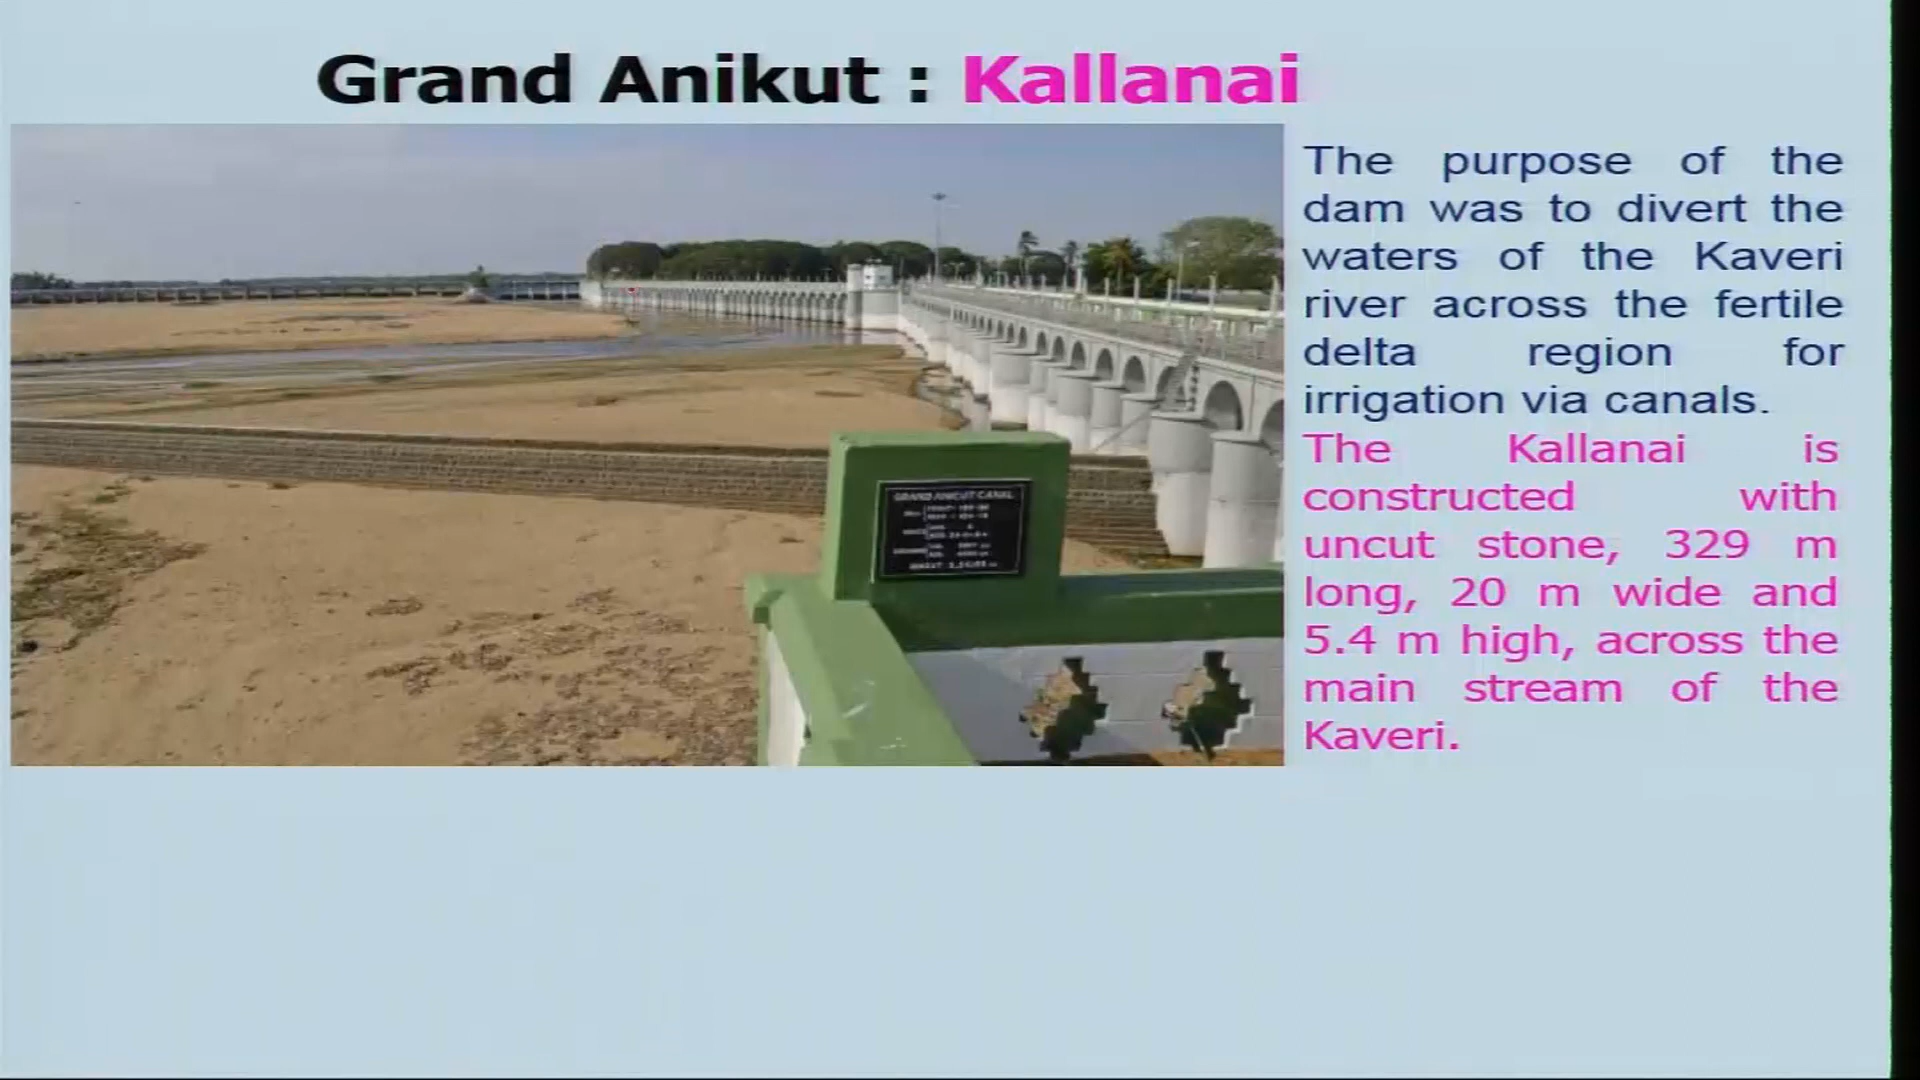 Grand Anikut : Kallanai
The purpose of the
dam was to divert the
waters of the Kaveri
river across the fertile
delta region for
irrigation via canals.
The Kallanai is
constructed with
uncut stone, 329 m
long, 20 m wide and
5.4 m high, across the
main stream of the
Kaveri.
GRAND ANICUT CANAL